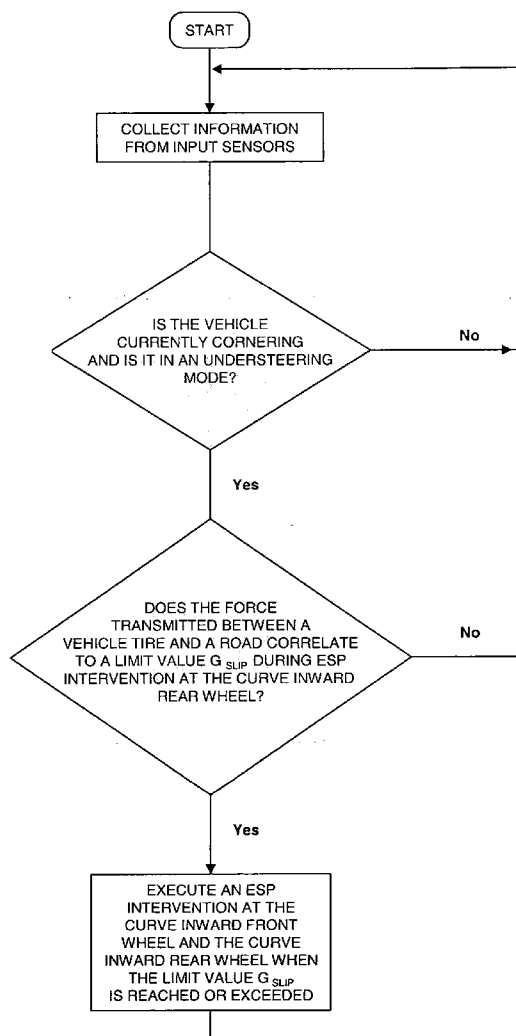 START
COLLECT INFORMATION
FROM INPUT SENSORS
IS THE VEHICLE
CURRENTLY CORNERING
AND IS IT IN AN UNDERSTEERING
MODE?
No
Yes
DOES THE FORCE
TRANSMITTED BETWEEN A
VEHICLE TIRE AND A ROAD CORRELATE
TO A LIMIT VALUE G SLIP DURING ESP
INTERVENTION AT THE CURVE INWARD
REAR WHEEL?
No
Yes
EXECUTE AN ESP
INTERVENTION AT THE
CURVE INWARD FRONT
WHEEL AND THE CURVE
INWARD REAR WHEEL WHEN
THE LIMIT VALUE G SLIP
IS REACHED OR EXCEEDED